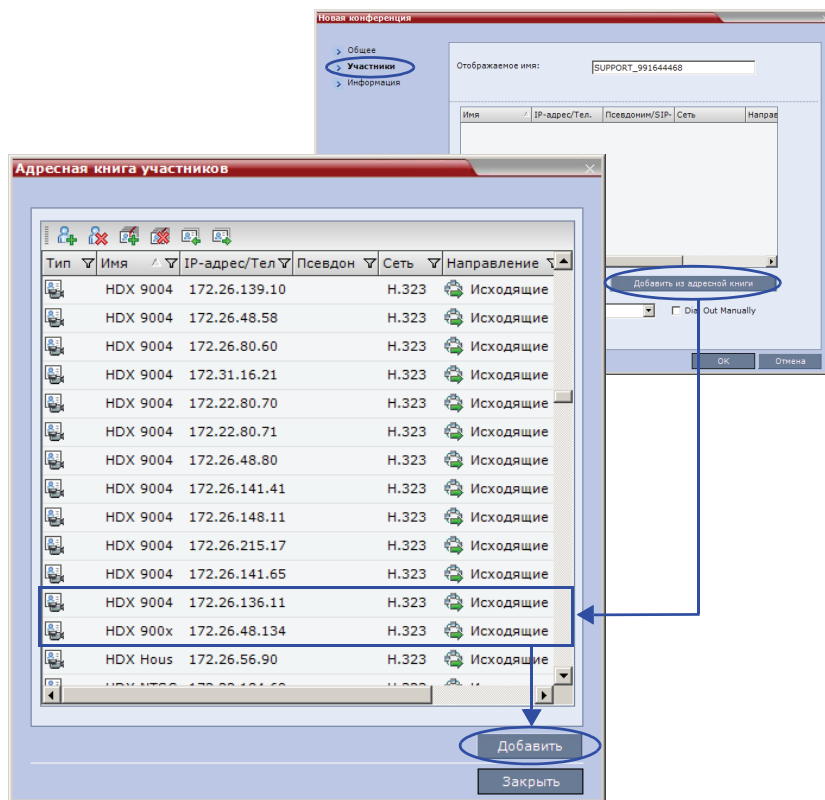 Новая конференция
Общее
Участники
Информация
Отображаемое имя: SUPPORT_991644468
Имя IP-адрес/Тел. Псевдоним/SIP- Сеть Направ
Добавить из адресной книги
Dial Out Manually
OK Отмена
Адресная книга участников
Тип Имя IP-адрес/Тел Псевдон Сеть Направление
HDX 9004 172.26.139.10 H.323 Исходящие
HDX 9004 172.26.48.58 H.323 Исходящие
HDX 9004 172.26.80.60 H.323 Исходящие
HDX 9004 172.31.16.21 H.323 Исходящие
HDX 9004 172.22.80.70 H.323 Исходящие
HDX 9004 172.22.80.71 H.323 Исходящие
HDX 9004 172.26.48.80 H.323 Исходящие
HDX 9004 172.26.141.41 H.323 Исходящие
HDX 9004 172.26.148.11 H.323 Исходящие
HDX 9004 172.26.215.17 H.323 Исходящие
HDX 9004 172.26.141.65 H.323 Исходящие
HDX 9004 172.26.136.11 H.323 Исходящие
HDX 900x 172.26.48.134 H.323 Исходящие
HDX Hous 172.26.56.90 H.323 Исходящие
Добавить
Закрыть